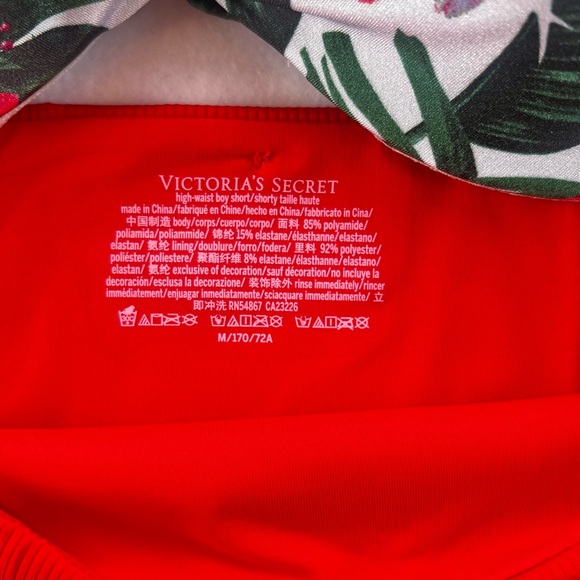 VICTORIA'S SECRET
high-waist boy short/shorty taille haute
made in China/fabriqué en Chine/hecho en China/fabbricato in Cina/
中国制造 body/corps/cuerpo/corpo/ 面料 85% polyamide/
poliamida/poliammide/ 锦纶 15% elastane/élasthanne/elastano/
elastan/ 氨纶 lining/doublure/forro/fodera/ 里料 92% polyester/
poliéster/poliestere/ 聚酯纤维 8% elastane/élasthanne/elastano/
elastan/ 氨纶 exclusive of decoration/sauf décoration/no incluye la
decoración/esclusa la decorazione/ 装饰除外 rinse immediately/rincer
immédiatement/enjuagar inmediatamente/sciacquare immediatamente/ 立
即冲洗 RN54867 CA23226
M/170/72A